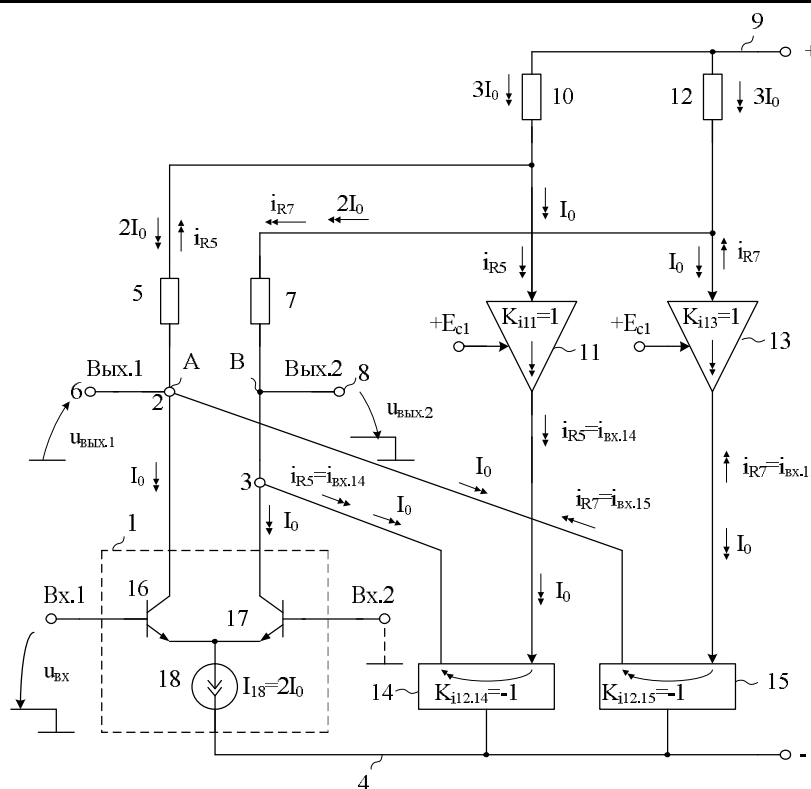 9
+
3I₀
10
12
3I₀
iR7
2I₀
I₀
2I₀
iR5
iR5
I₀
iR7
5
7
+Ec1
Ki11=1
11
+Ec1
Ki13=1
13
Вых.1
A
B
Вых.2
6
2
8
uвых.1
uвых.2
iR5=iвх.14
iR7=iвх.1
I₀
3
iR5=iвх.14
I₀
I₀
iR7=iвх.15
I₀
I₀
1
I₀
Вх.1
16
17
Вх.2
uвх
18
I18=2I₀
14
Ki12.14=-1
Ki12.15=-1
15
4
-